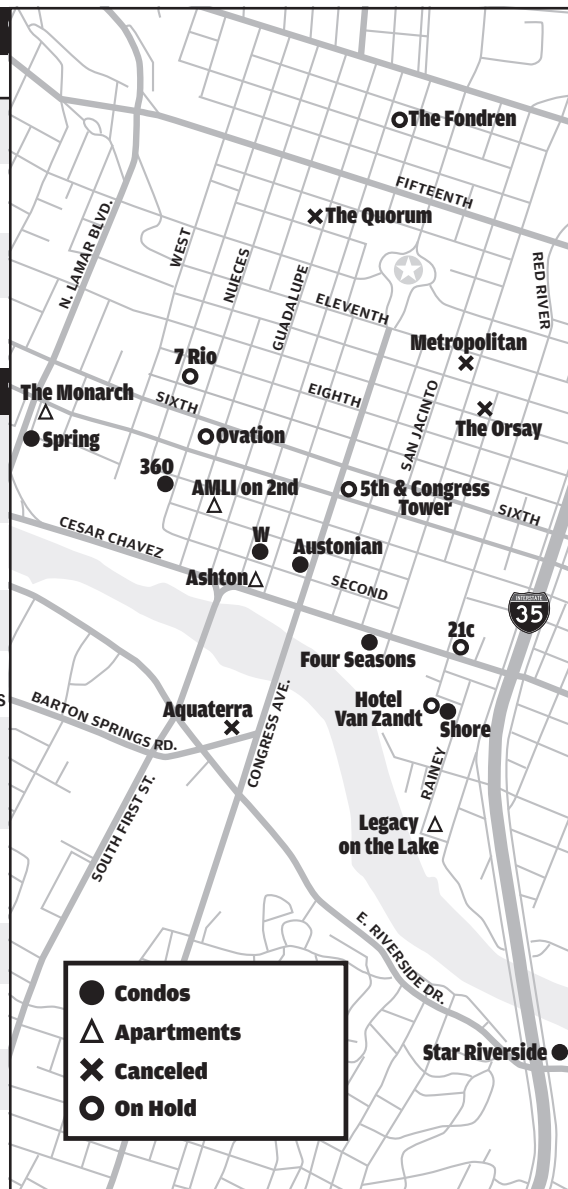 The Fondren
FIFTEENTH
The Quorum
N. LAMAR BLVD.
WEST
NUECES
GUADALUPE
ELEVENTH
RED RIVER
Metropolitan
7 Rio
The Monarch
SIXTH
EIGHTH
SAN JACINTO
The Orsay
Spring
Ovation
360
AMLI on 2nd
5th & Congress
Tower
SIXTH
CESAR CHAVEZ
W
Austonian
Ashton
SECOND
INTERSTATE
35
21c
Four Seasons
S
BARTON SPRINGS RD.
Aquaterra
CONGRESS AVE.
Hotel
Van Zandt
Shore
RAINEY
SOUTH FIRST ST.
Legacy
on the Lake
E. RIVERSIDE DR.
Condos
Apartments
Canceled
On Hold
Star Riverside